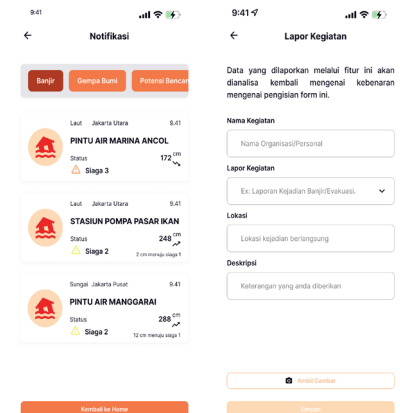 9:41
Notifikasi
Banjir
Gempa Bumi
Potensi Bencan
Laut Jakarta Utara 9.41
PINTU AIR MARINA ANCOL
Status 172 cm
Siaga 3
Laut Jakarta Utara 9.41
STASIUN POMPA PASAR IKAN
Status 248 cm
Siaga 2 2 cm menuju siaga 1
Sungai Jakarta Pusat 9.41
PINTU AIR MANGGARAI
Status 288 cm
Siaga 2 12 cm menuju siaga 1
Kembali ke Home
9:41
Lapor Kegiatan
Data yang dilaporkan melalui fitur ini akan
dianalisa kembali mengenai kebenaran
mengenai pengisian form ini.
Nama Kegiatan
Nama Organisasi/Personal
Lapor Kegiatan
Ex: Laporan Kejadian Banjir/Evakuasi.
Lokasi
Lokasi kejadian berlangsung
Deskripsi
Keterangan yang anda diberikan
Ambil Gambar
Simpan